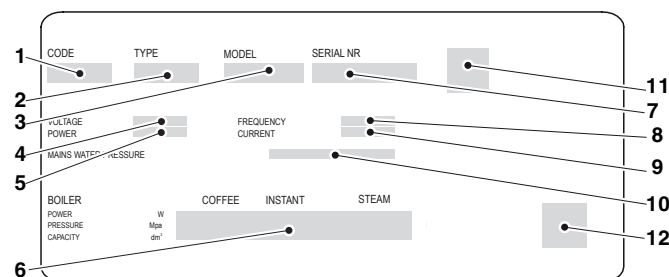 1 CODE TYPE MODEL SERIAL NR
11
2
7
3
VOLTAGE FREQUENCY 8
4 POWER CURRENT
9
5 MAINS WATER PRESSURE
10
BOILER COFFEE INSTANT STEAM
POWER W
PRESSURE Mpa
CAPACITY dm³
6
12